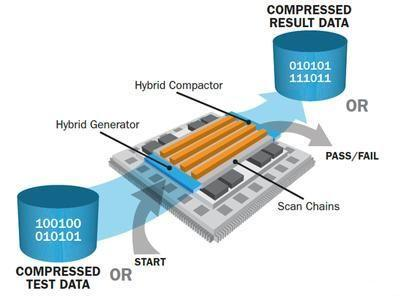 COMPRESSED
RESULT DATA
010101
111011
OR
Hybrid Compactor
Hybrid Generator
PASS/FAIL
Scan Chains
100100
010101
START
COMPRESSED
TEST DATA
OR